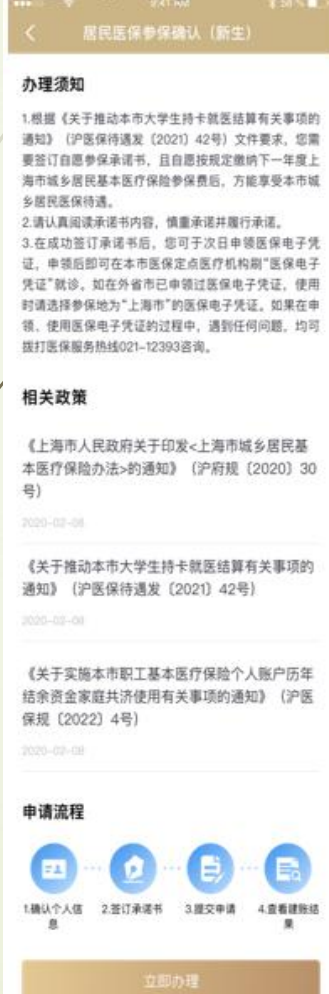 9:41 AM
58%
居民医保参保确认（新生）
办理须知
1.根据《关于推动本市大学生持卡就医结算有关事项的
通知》（沪医保待遇发〔2021〕42号）文件要求，您需
要签订自愿参保承诺书，且自愿按规定缴纳下一年度上
海市城乡居民基本医疗保险参保费后，方能享受本市城
乡居民医保待遇。
2.请认真阅读承诺书内容，慎重承诺并履行承诺。
3.在成功签订承诺书后，您可于次日申领医保电子凭
证，申领后即可在本市医保定点医疗机构刷“医保电子
凭证”就诊。如在外省市已申领过医保电子凭证，使用
时请选择参保地为“上海市”的医保电子凭证。如果在申
领、使用医保电子凭证的过程中，遇到任何问题，均可
拨打医保服务热线021-12393咨询。
相关政策
《上海市人民政府关于印发<上海市城乡居民基
本医疗保险办法>的通知》（沪府规〔2020〕30
号）
2020-02-08
《关于推动本市大学生持卡就医结算有关事项的
通知》（沪医保待遇发〔2021〕42号）
2020-02-08
《关于实施本市职工基本医疗保险个人账户历年
结余资金家庭共济使用有关事项的通知》（沪医
保规〔2022〕4号）
2020-02-08
申请流程
1.确认个人信
息
2.签订承诺书
3.提交申请
4.查看建账结
果
立即办理